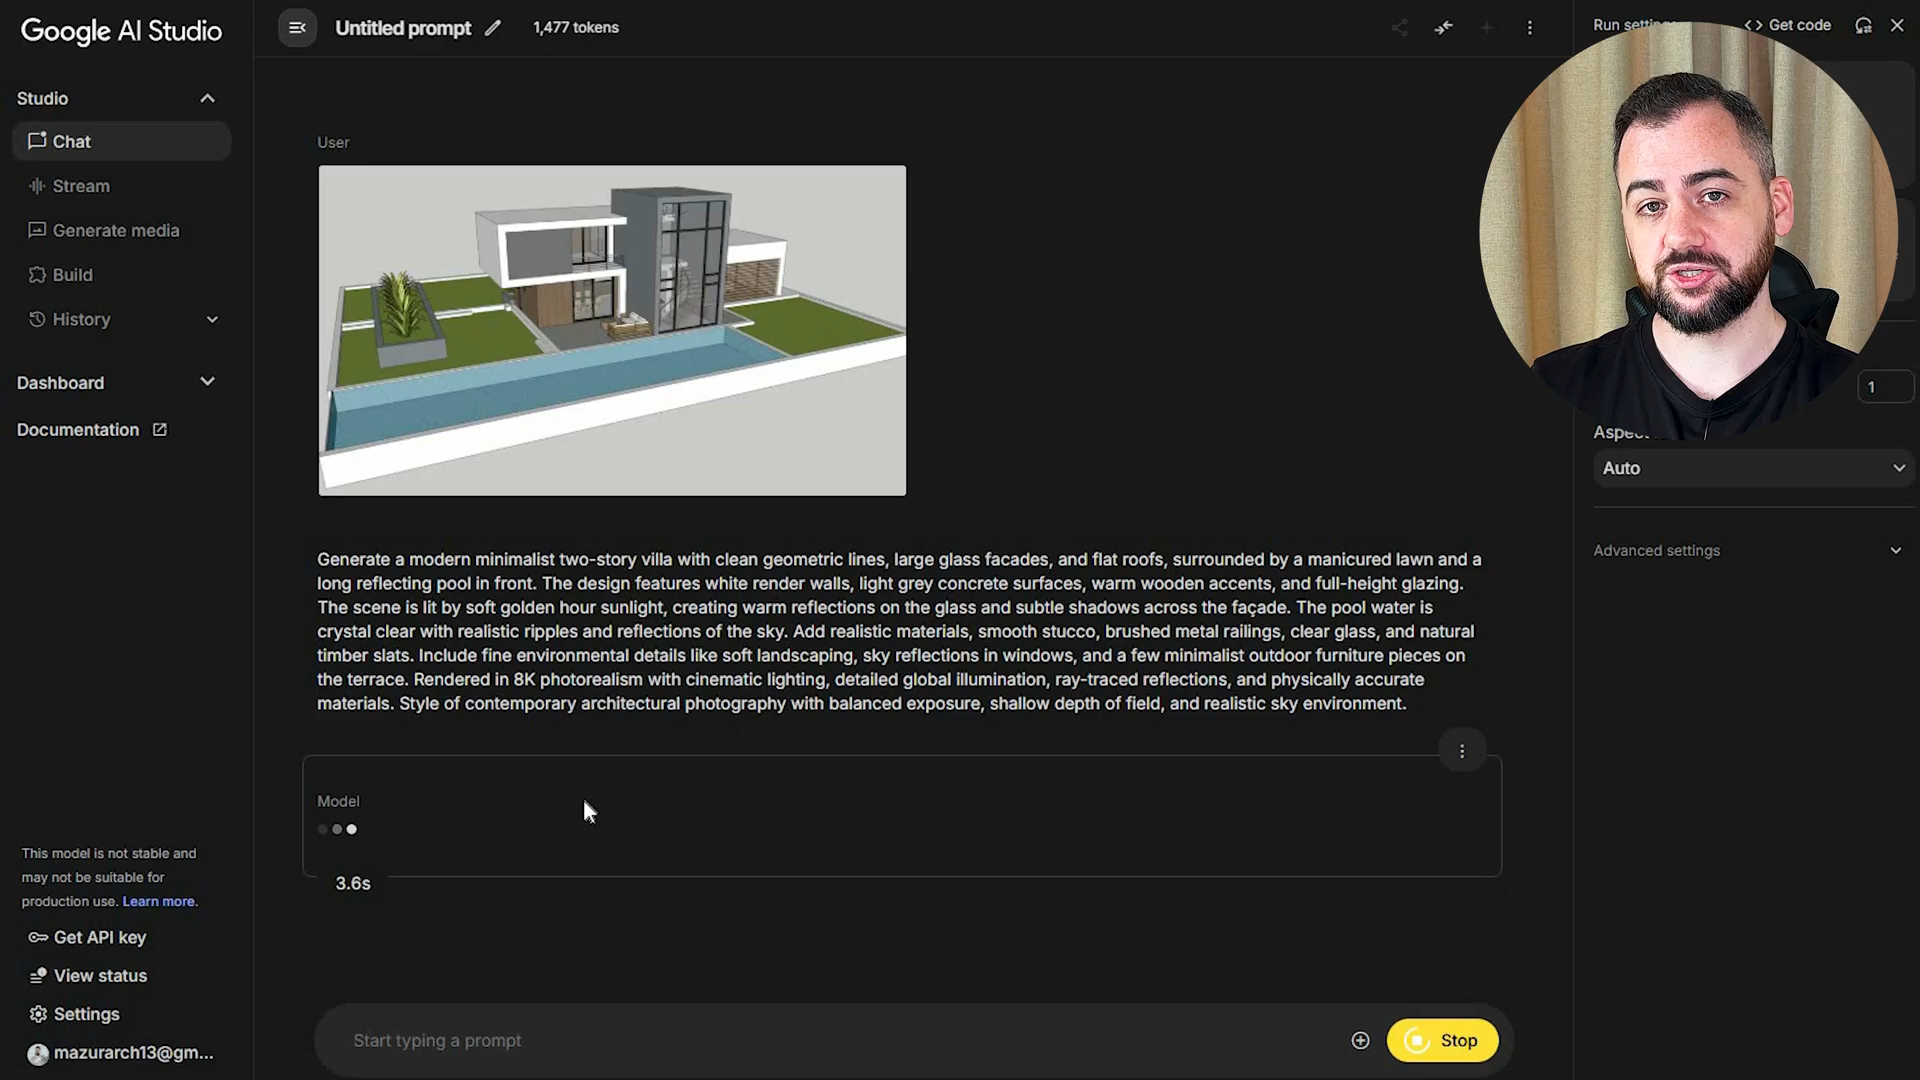 Google AI Studio
Untitled prompt
1,477 tokens
Run
Get code
Studio
Chat
Stream
Generate media
Build
History
Dashboard
Documentation
User
1
Auto
Advanced settings
Generate a modern minimalist two-story villa with clean geometric lines, large glass facades, and flat roofs, surrounded by a manicured lawn and a
long reflecting pool in front. The design features white render walls, light grey concrete surfaces, warm wooden accents, and full-height glazing.
The scene is lit by soft golden hour sunlight, creating warm reflections on the glass and subtle shadows across the façade. The pool water is
crystal clear with realistic ripples and reflections of the sky. Add realistic materials, smooth stucco, brushed metal railings, clear glass, and natural
timber slats. Include fine environmental details like soft landscaping, sky reflections in windows, and a few minimalist outdoor furniture pieces on
the terrace. Rendered in 8K photorealism with cinematic lighting, detailed global illumination, ray-traced reflections, and physically accurate
materials. Style of contemporary architectural photography with balanced exposure, shallow depth of field, and realistic sky environment.
Model
3.6s
This model is not stable and
may not be suitable for
production use. Learn more.
Get API key
View status
Settings
mazurarch13@gm...
Start typing a prompt
Stop